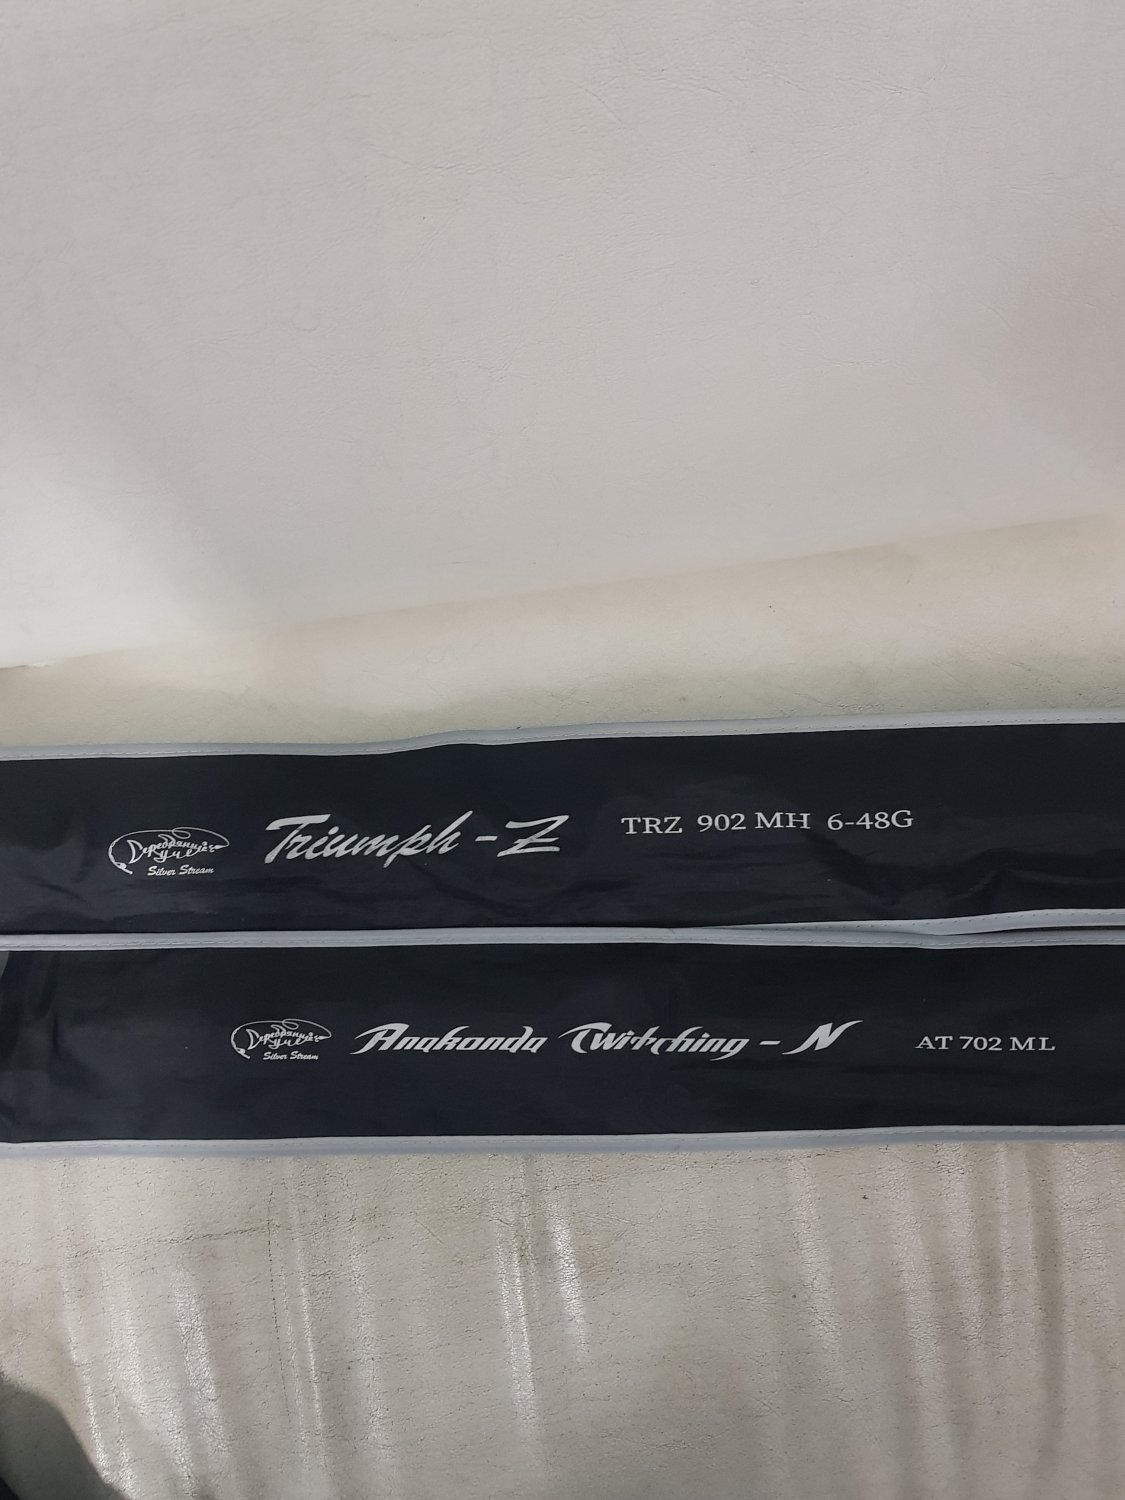 Серебряный
Ручей
Silver Stream
Triumph - Z
TRZ 902 MH 6-48G
Серебряный
Ручей
Silver Stream
Anakonda Twitching - N
AT 702 ML